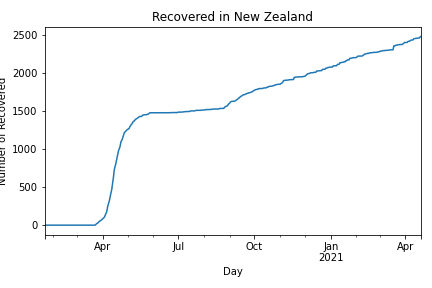 Recovered in New Zealand
Number of Recovered
2500
2000
1500
1000
500
0
Apr Jul Oct Jan Apr
2021
Day